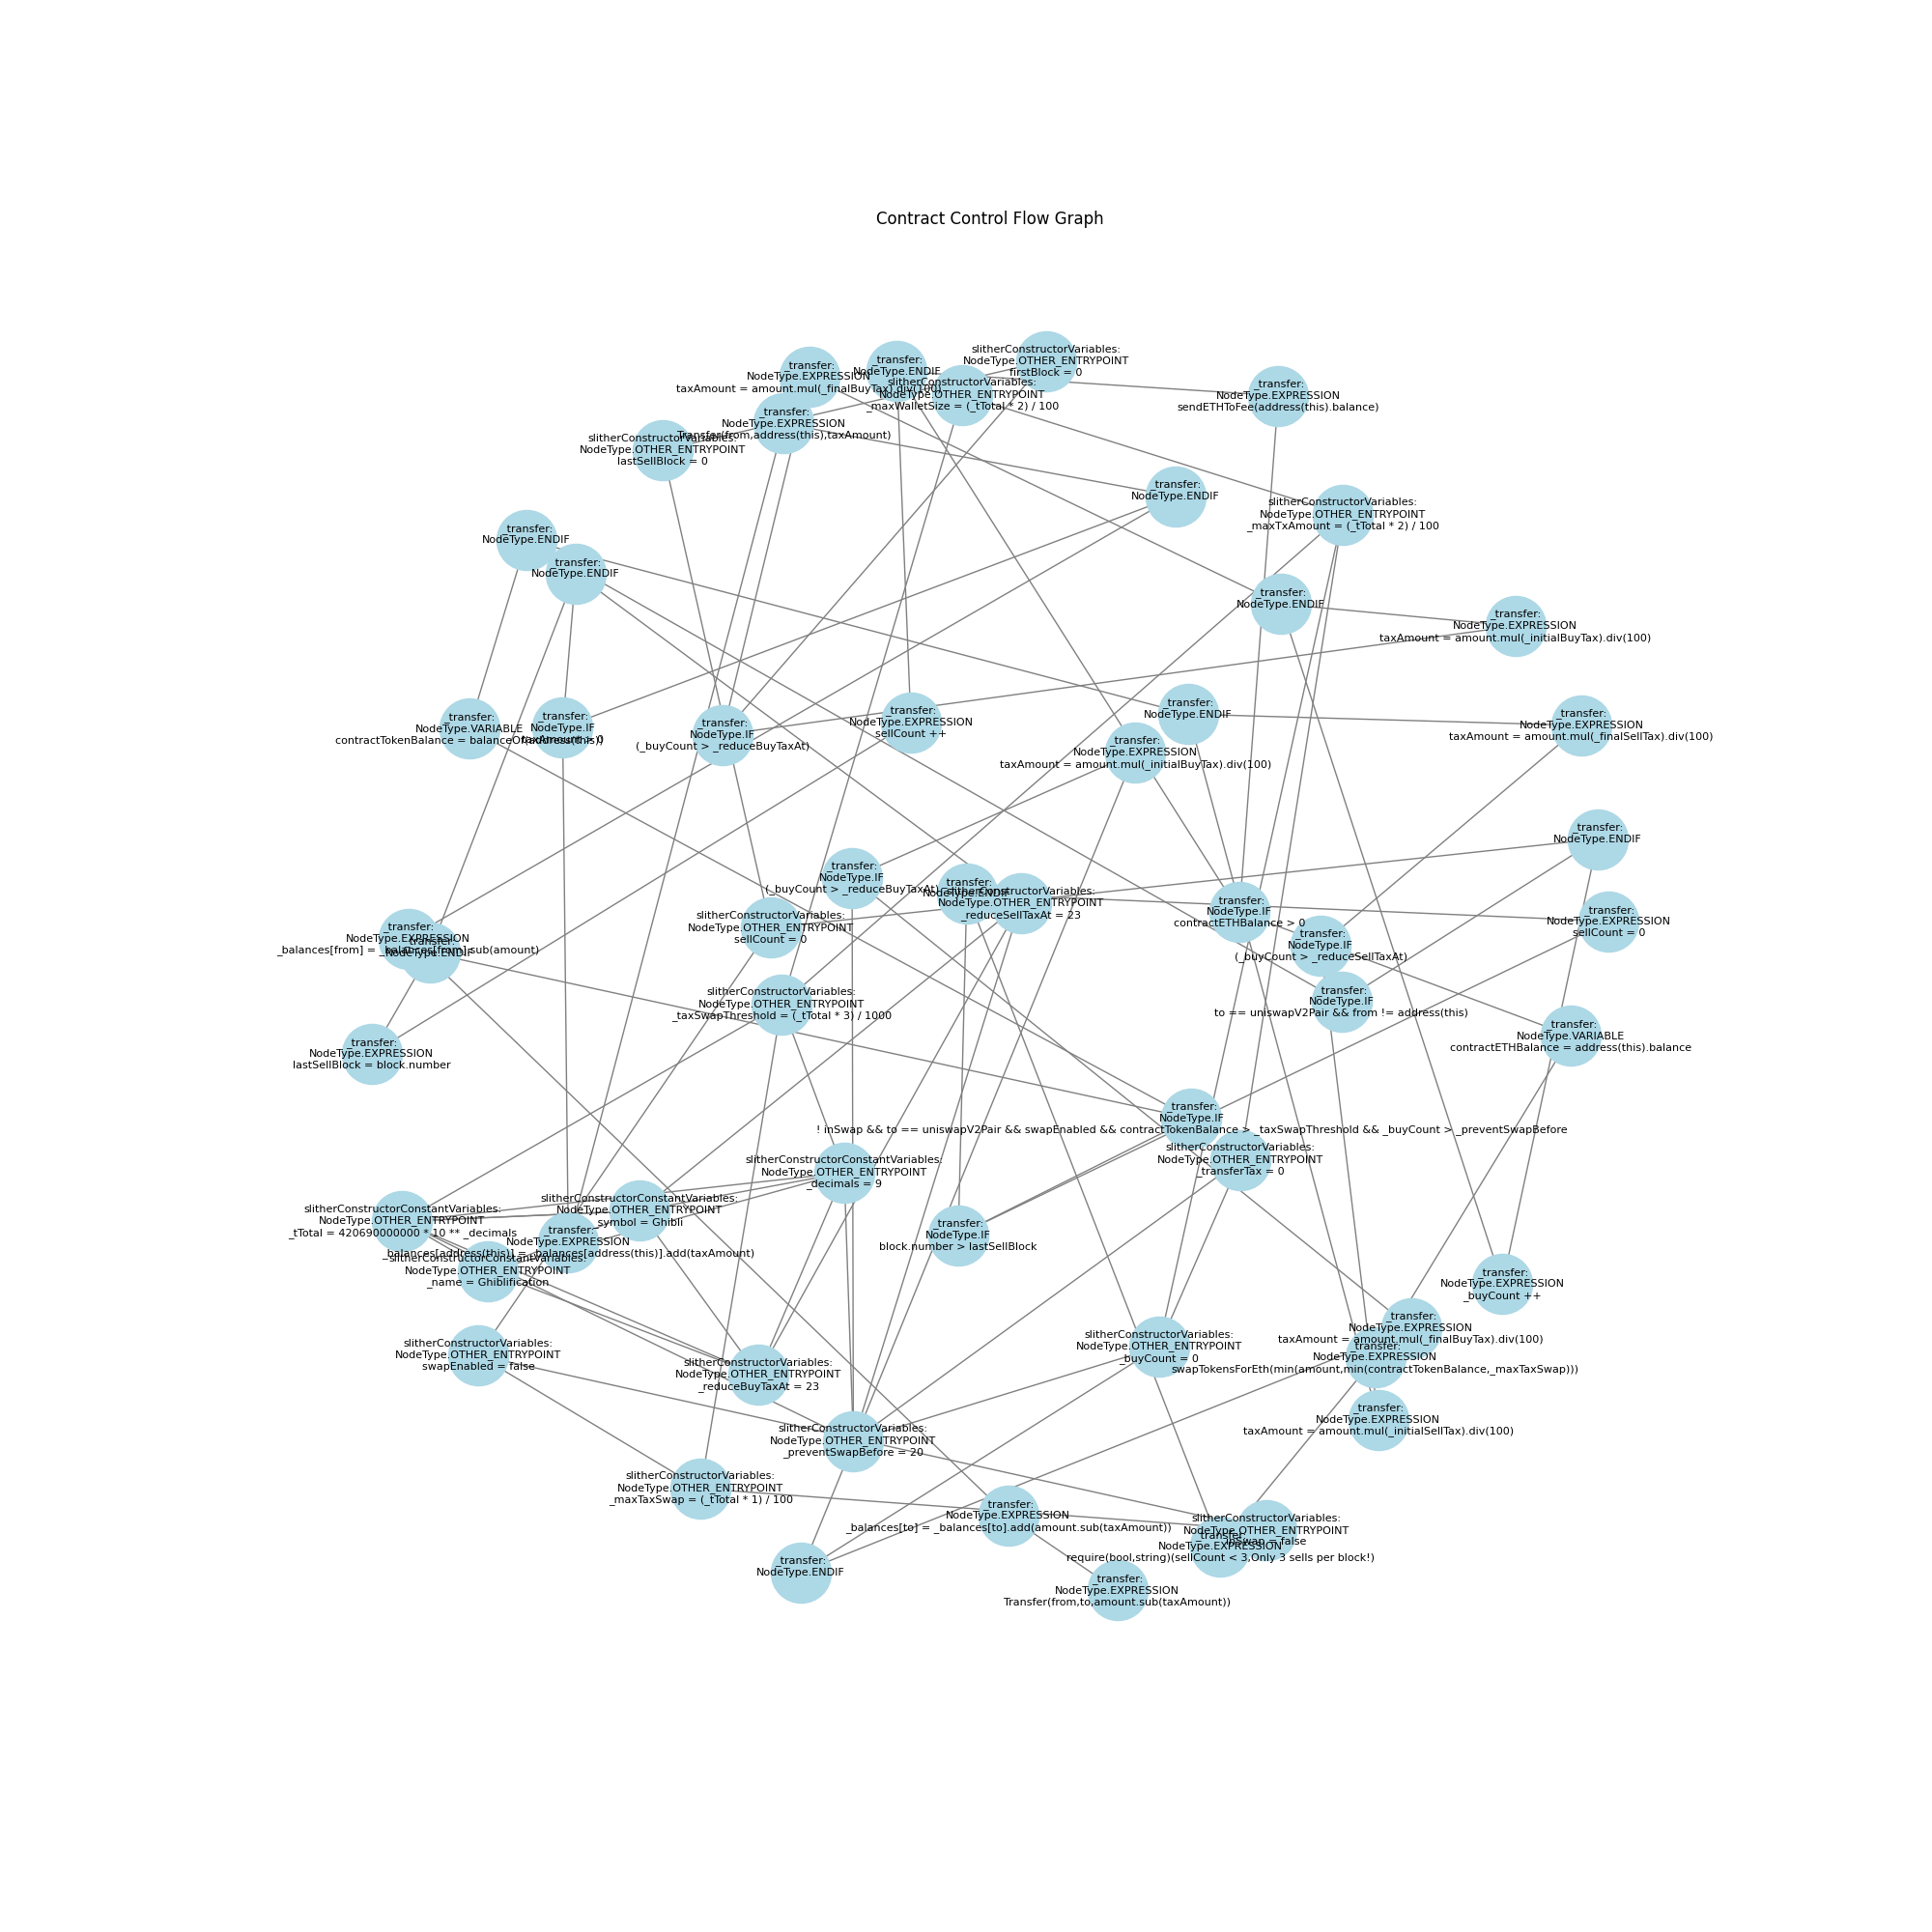 Contract Control Flow Graph
slitherConstructorVariables:
NodeType.OTHER_ENTRYPOINT
firstBlock = 0
_transfer:
NodeType.EXPRESSION
taxAmount = amount.mul(_finalBuyTax).div(100)
_transfer:
NodeType.ENDIF
slitherConstructorVariables:
NodeType.OTHER_ENTRYPOINT
_maxWalletSize = (_tTotal * 2) / 100
_transfer:
NodeType.EXPRESSION
sendETHToFee(address(this).balance)
_transfer:
NodeType.EXPRESSION
Transfer(from,address(this),taxAmount)
slitherConstructorVariables:
NodeType.OTHER_ENTRYPOINT
lastSellBlock = 0
_transfer:
NodeType.ENDIF
slitherConstructorVariables:
NodeType.OTHER_ENTRYPOINT
_maxTxAmount = (_tTotal * 2) / 100
_transfer:
NodeType.ENDIF
_transfer:
NodeType.ENDIF
_transfer:
NodeType.ENDIF
_transfer:
NodeType.EXPRESSION
taxAmount = amount.mul(_initialBuyTax).div(100)
_transfer:
NodeType.VARIABLE
contractTokenBalance = balanceOf(address(this))
_transfer:
NodeType.IF
taxAmount > 0
_transfer:
NodeType.IF
(_buyCount > _reduceBuyTaxAt)
_transfer:
NodeType.EXPRESSION
sellCount ++
_transfer:
NodeType.ENDIF
_transfer:
NodeType.EXPRESSION
taxAmount = amount.mul(_finalSellTax).div(100)
_transfer:
NodeType.EXPRESSION
taxAmount = amount.mul(_initialBuyTax).div(100)
_transfer:
NodeType.ENDIF
_transfer:
NodeType.IF
(_buyCount > _reduceBuyTaxAt)
_transfer:
NodeType.ENDIF
slitherConstructorVariables:
NodeType.OTHER_ENTRYPOINT
_reduceSellTaxAt = 23
_transfer:
NodeType.IF
contractETHBalance > 0
_transfer:
NodeType.EXPRESSION
sellCount = 0
slitherConstructorVariables:
NodeType.OTHER_ENTRYPOINT
sellCount = 0
_transfer:
NodeType.EXPRESSION
_balances[from] = _balances[from].sub(amount)
_transfer:
NodeType.ENDIF
_transfer:
NodeType.IF
(_buyCount > _reduceSellTaxAt)
slitherConstructorVariables:
NodeType.OTHER_ENTRYPOINT
_taxSwapThreshold = (_tTotal * 3) / 1000
_transfer:
NodeType.IF
to == uniswapV2Pair && from != address(this)
_transfer:
NodeType.VARIABLE
contractETHBalance = address(this).balance
_transfer:
NodeType.EXPRESSION
lastSellBlock = block.number
_transfer:
NodeType.IF
! inSwap && to == uniswapV2Pair && swapEnabled && contractTokenBalance > _taxSwapThreshold && _buyCount > _preventSwapBefore
slitherConstructorVariables:
NodeType.OTHER_ENTRYPOINT
_transferTax = 0
slitherConstructorConstantVariables:
NodeType.OTHER_ENTRYPOINT
_decimals = 9
slitherConstructorConstantVariables:
NodeType.OTHER_ENTRYPOINT
_symbol = Ghibli
slitherConstructorConstantVariables:
NodeType.OTHER_ENTRYPOINT
_tTotal = 420690000000 * 10 ** _decimals
_transfer:
NodeType.EXPRESSION
_balances[address(this)] = _balances[address(this)].add(taxAmount)
_transfer:
NodeType.IF
block.number > lastSellBlock
slitherConstructorConstantVariables:
NodeType.OTHER_ENTRYPOINT
_name = Ghiblification
_transfer:
NodeType.EXPRESSION
_buyCount ++
_transfer:
NodeType.EXPRESSION
taxAmount = amount.mul(_finalBuyTax).div(100)
slitherConstructorVariables:
NodeType.OTHER_ENTRYPOINT
swapEnabled = false
slitherConstructorVariables:
NodeType.OTHER_ENTRYPOINT
_reduceBuyTaxAt = 23
slitherConstructorVariables:
NodeType.OTHER_ENTRYPOINT
_buyCount = 0
_transfer:
NodeType.EXPRESSION
swapTokensForEth(min(amount,min(contractTokenBalance,_maxTaxSwap)))
_transfer:
NodeType.EXPRESSION
taxAmount = amount.mul(_initialSellTax).div(100)
slitherConstructorVariables:
NodeType.OTHER_ENTRYPOINT
_preventSwapBefore = 20
slitherConstructorVariables:
NodeType.OTHER_ENTRYPOINT
_maxTaxSwap = (_tTotal * 1) / 100
_transfer:
NodeType.EXPRESSION
_balances[to] = _balances[to].add(amount.sub(taxAmount))
slitherConstructorVariables:
NodeType.OTHER_ENTRYPOINT
inSwap = false
_transfer:
NodeType.EXPRESSION
require(bool,string)(sellCount < 3,Only 3 sells per block!)
_transfer:
NodeType.ENDIF
_transfer:
NodeType.EXPRESSION
Transfer(from,to,amount.sub(taxAmount))